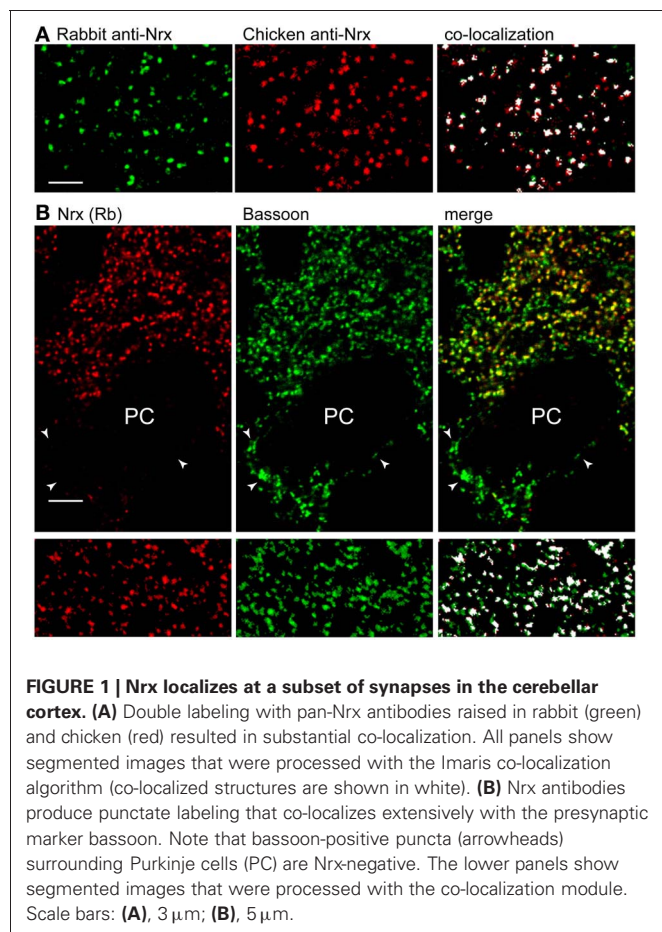 A Rabbit anti-Nrx Chicken anti-Nrx co-localization
B Nrx (Rb) Bassoon merge
PC PC PC
FIGURE 1 | Nrx localizes at a subset of synapses in the cerebellar
cortex. (A) Double labeling with pan-Nrx antibodies raised in rabbit (green)
and chicken (red) resulted in substantial co-localization. All panels show
segmented images that were processed with the Imaris co-localization
algorithm (co-localized structures are shown in white). (B) Nrx antibodies
produce punctate labeling that co-localizes extensively with the presynaptic
marker bassoon. Note that bassoon-positive puncta (arrowheads)
surrounding Purkinje cells (PC) are Nrx-negative. The lower panels show
segmented images that were processed with the co-localization module.
Scale bars: (A), 3 μm; (B), 5 μm.